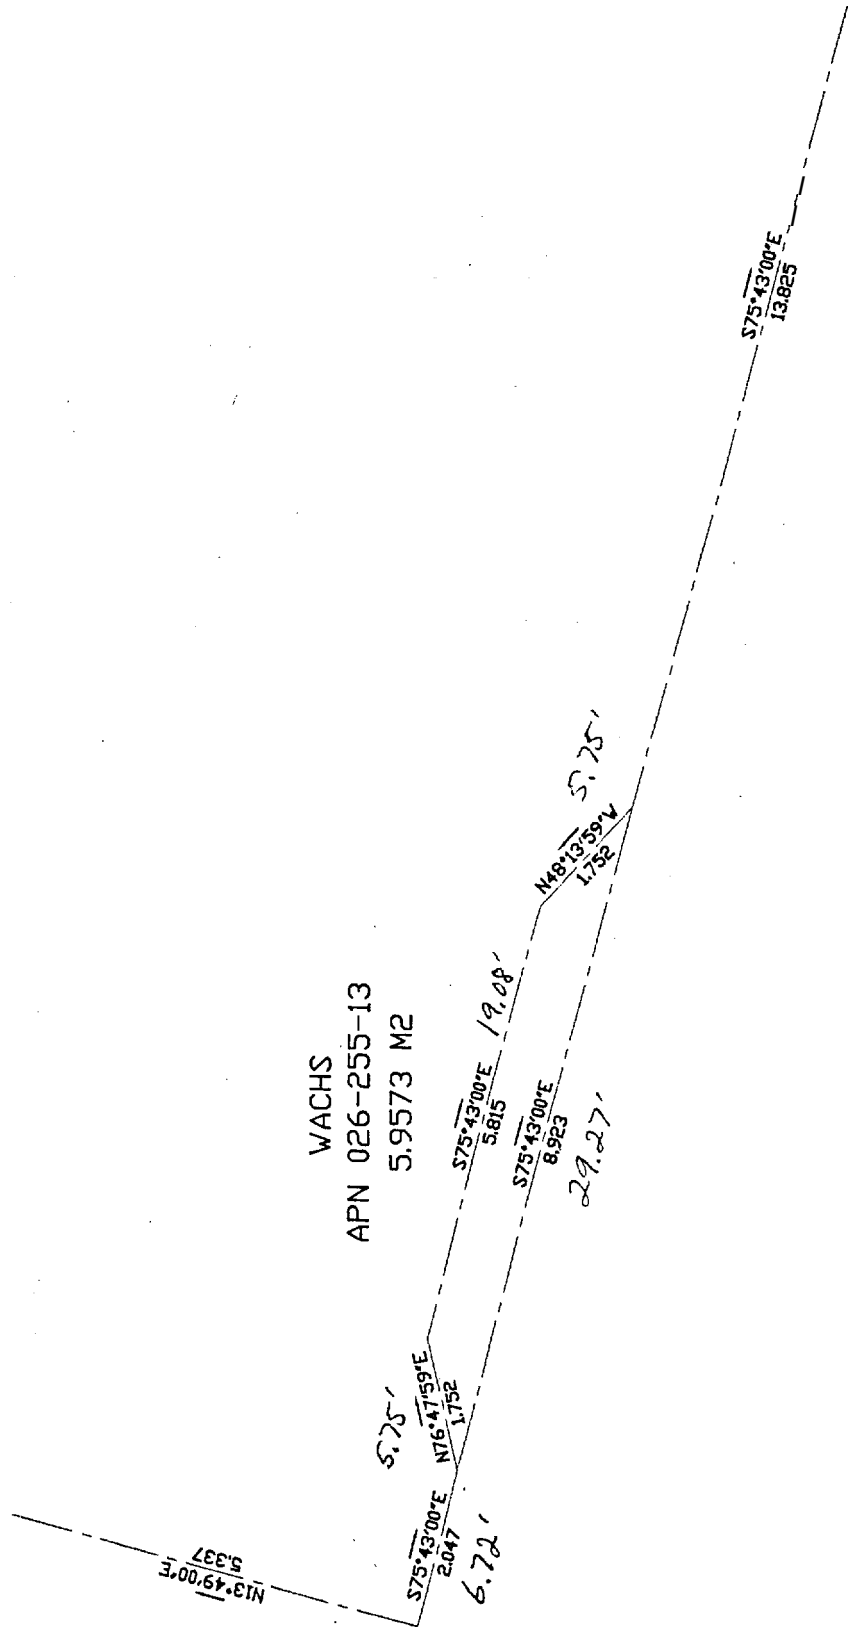 WACHS
APN 026-255-13
5.9573 M2
S75°43'00"E
13.825
5.75'
N48°13'59"W
1.752
19.08'
S75°43'00"E
5.815
S75°43'00"E
8.923
29.27'
5.75'
N76°47'59"E
1.752
S75°43'00"E
2.047
6.72'
N13°49'00"E
5.337